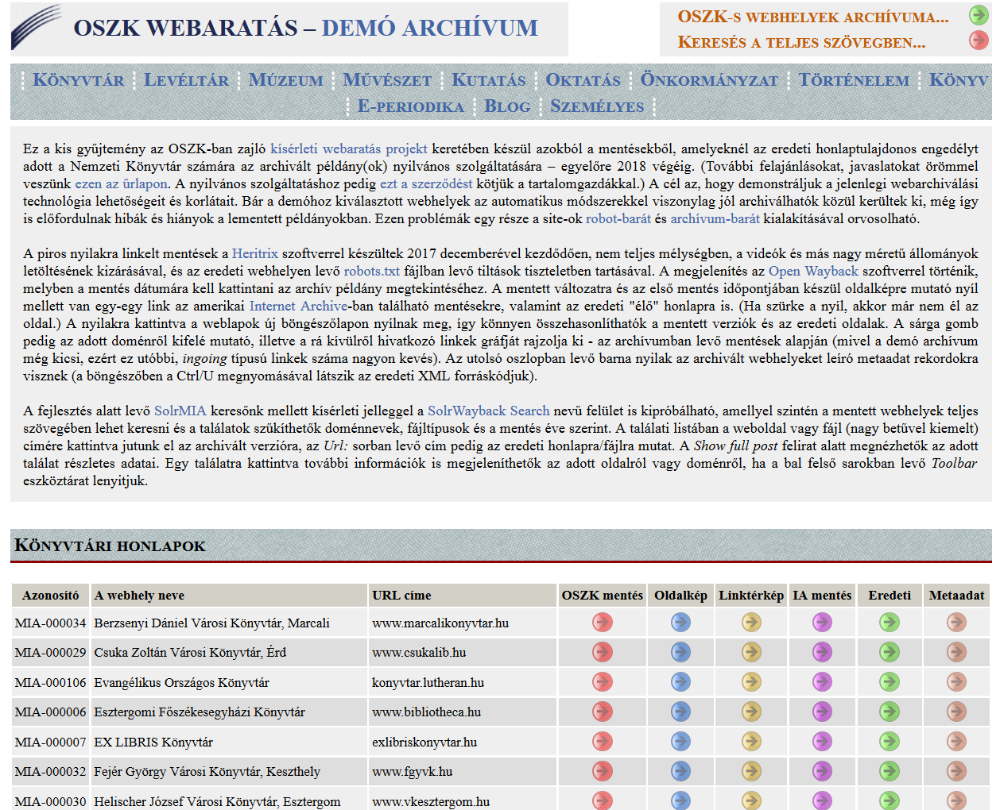 OSZK WEBARATÁS – DEMÓ ARCHÍVUM
OSZK-S WEBHELYEK ARCHÍVUMA...
KERESÉS A TELJES SZÖVEGBEN...
KÖNYVTÁR LEVÉLTÁR MÚZEUM MŰVÉSZET KUTATÁS OKTATÁS ÖNKORMÁNYZAT TÖRTÉNELEM KÖNYV
E-PERIODIKA BLOG SZEMÉLYES
Ez a kis gyűjtemény az OSZK-ban zajló kísérleti webaratás projekt keretében készül azokból a mentésekből, amelyeknél az eredeti honlaptulajdonos engedélyt
adott a Nemzeti Könyvtár számára az archivált példány(ok) nyilvános szolgáltatására – egyelőre 2018 végéig. (További felajánlásokat, javaslatokat örömmel
veszünk ezen az űrlapon. A nyilvános szolgáltatáshoz pedig ezt a szerződést kötjük a tartalomgazdákkal.) A cél az, hogy demonstráljuk a jelenlegi webarchiválási
technológia lehetőségeit és korlátait. Bár a demóhoz kiválasztott webhelyek az automatikus módszerekkel viszonylag jól archiválhatók közül kerültek ki, még így
is előfordulnak hibák és hiányok a lementett példányokban. Ezen problémák egy része a site-ok robot-barát és archívum-barát kialakításával orvosolható.
A piros nyilakra linkelt mentések a Heritrix szoftverrel készültek 2017 decemberével kezdődően, nem teljes mélységben, a videók és más nagy méretű állományok
letöltésének kizárásával, és az eredeti webhelyen levő robots.txt fájlban levő tiltások tiszteletben tartásával. A megjelenítés az Open Wayback szoftverrel történik,
melyben a mentés dátumára kell kattintani az archív példány megtekintéséhez. A mentett változatra és az első mentés időpontjában készül oldalképre mutató nyíl
mellett van egy-egy link az amerikai Internet Archive-ban található mentésekre, valamint az eredeti "élő" honlapra is. (Ha szürke a nyíl, akkor már nem él az
oldal.) A nyilakra kattintva a weblapok új böngészőlapon nyílnak meg, így könnyen összehasonlíthatók a mentett verziók és az eredeti oldalak. A sárga gomb
pedig az adott doménről kifelé mutató, illetve a rá kívülről hivatkozó linkek gráfját rajzolja ki - az archívumban levő mentések alapján (mivel a demó archívum
még kicsi, ezért ez utóbbi, ingoing típusú linkek száma nagyon kevés). Az utolsó oszlopban levő barna nyilak az archivált webhelyeket leíró metaadat rekordokra
visznek (a böngészőben a Ctrl/U megnyomásával látszik az eredeti XML forráskódjuk).
A fejlesztés alatt levő SolrMIA keresőnk mellett kísérleti jelleggel a SolrWayback Search nevű felület is kipróbálható, amellyel szintén a mentett webhelyek teljes
szövegében lehet keresni és a találatok szűkíthetők doménnevek, fájltípusok és a mentés éve szerint. A találati listában a weboldal vagy fájl (nagy betűvel kiemelt)
címére kattintva jutunk el az archivált verzióra, az Url: sorban levő cím pedig az eredeti honlapra/fájlra mutat. A Show full post felirat alatt megnézhetők az adott
találat részletes adatai. Egy találatra kattintva további információk is megjeleníthetők az adott oldalról vagy doménről, ha a bal felső sarokban levő Toolbar
eszköztárat lenyitjuk.
KÖNYVTÁRI HONLAPOK
Azonosító A webhely neve URL címe OSZK mentés Oldalkép Linktérkép IA mentés Eredeti Metaadat
MIA-000034 Berzsenyi Dániel Városi Könyvtár, Marcali www.marcalikonyvtar.hu
MIA-000029 Csuka Zoltán Városi Könyvtár, Érd www.csukalib.hu
MIA-000106 Evangélikus Országos Könyvtár konyvtar.lutheran.hu
MIA-000006 Esztergomi Főszékesegyházi Könyvtár www.bibliotheca.hu
MIA-000007 EX LIBRIS Könyvtár exlibriskonyvtar.hu
MIA-000032 Fejér György Városi Könyvtár, Keszthely www.fgyvk.hu
MIA-000030 Helischer József Városi Könyvtár, Esztergom www.vkesztergom.hu